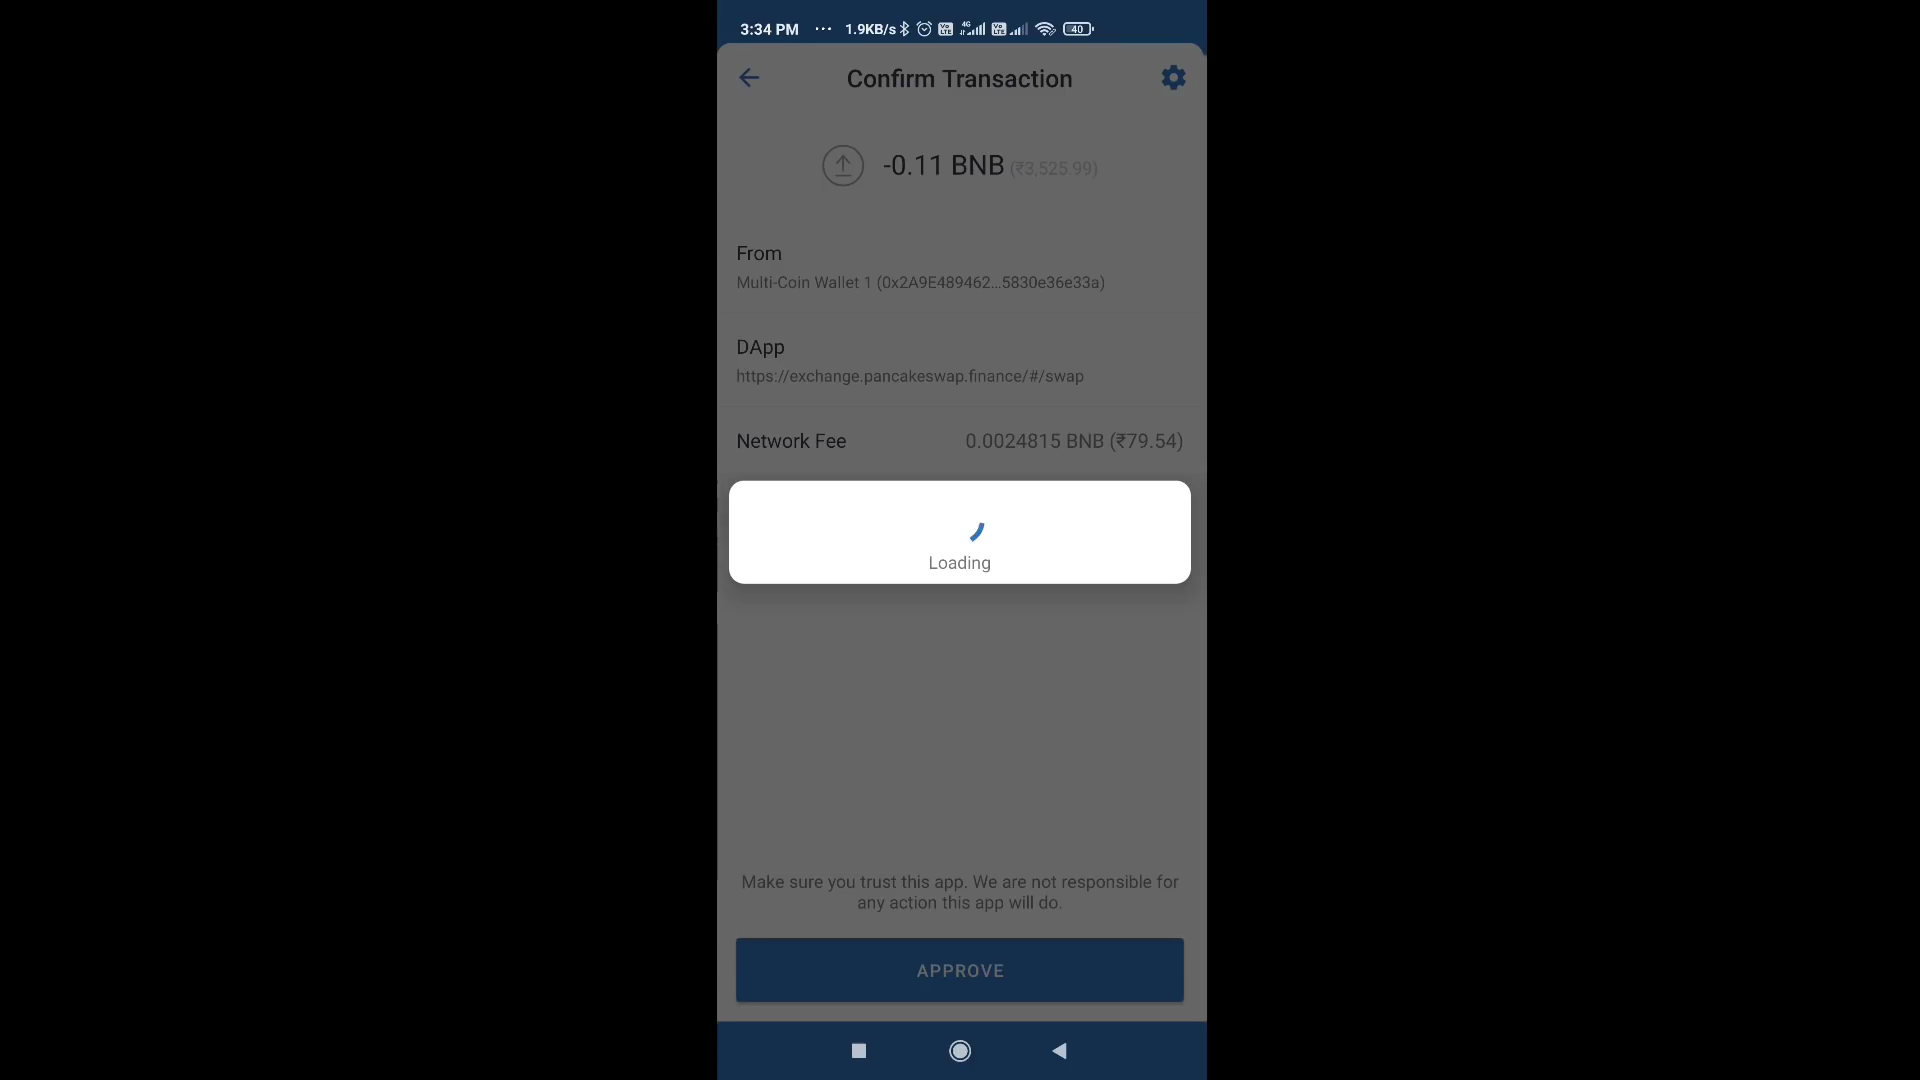 3:34 PM ... 1.9KB/s 4G 40
Confirm Transaction
-0.11 BNB (₹3,525.99)
From
Multi-Coin Wallet 1 (0x2A9E489462...5830e36e33a)
DApp
https://exchange.pancakeswap.finance/#/swap
Network Fee 0.0024815 BNB (₹79.54)
Loading
Make sure you trust this app. We are not responsible for
any action this app will do.
APPROVE